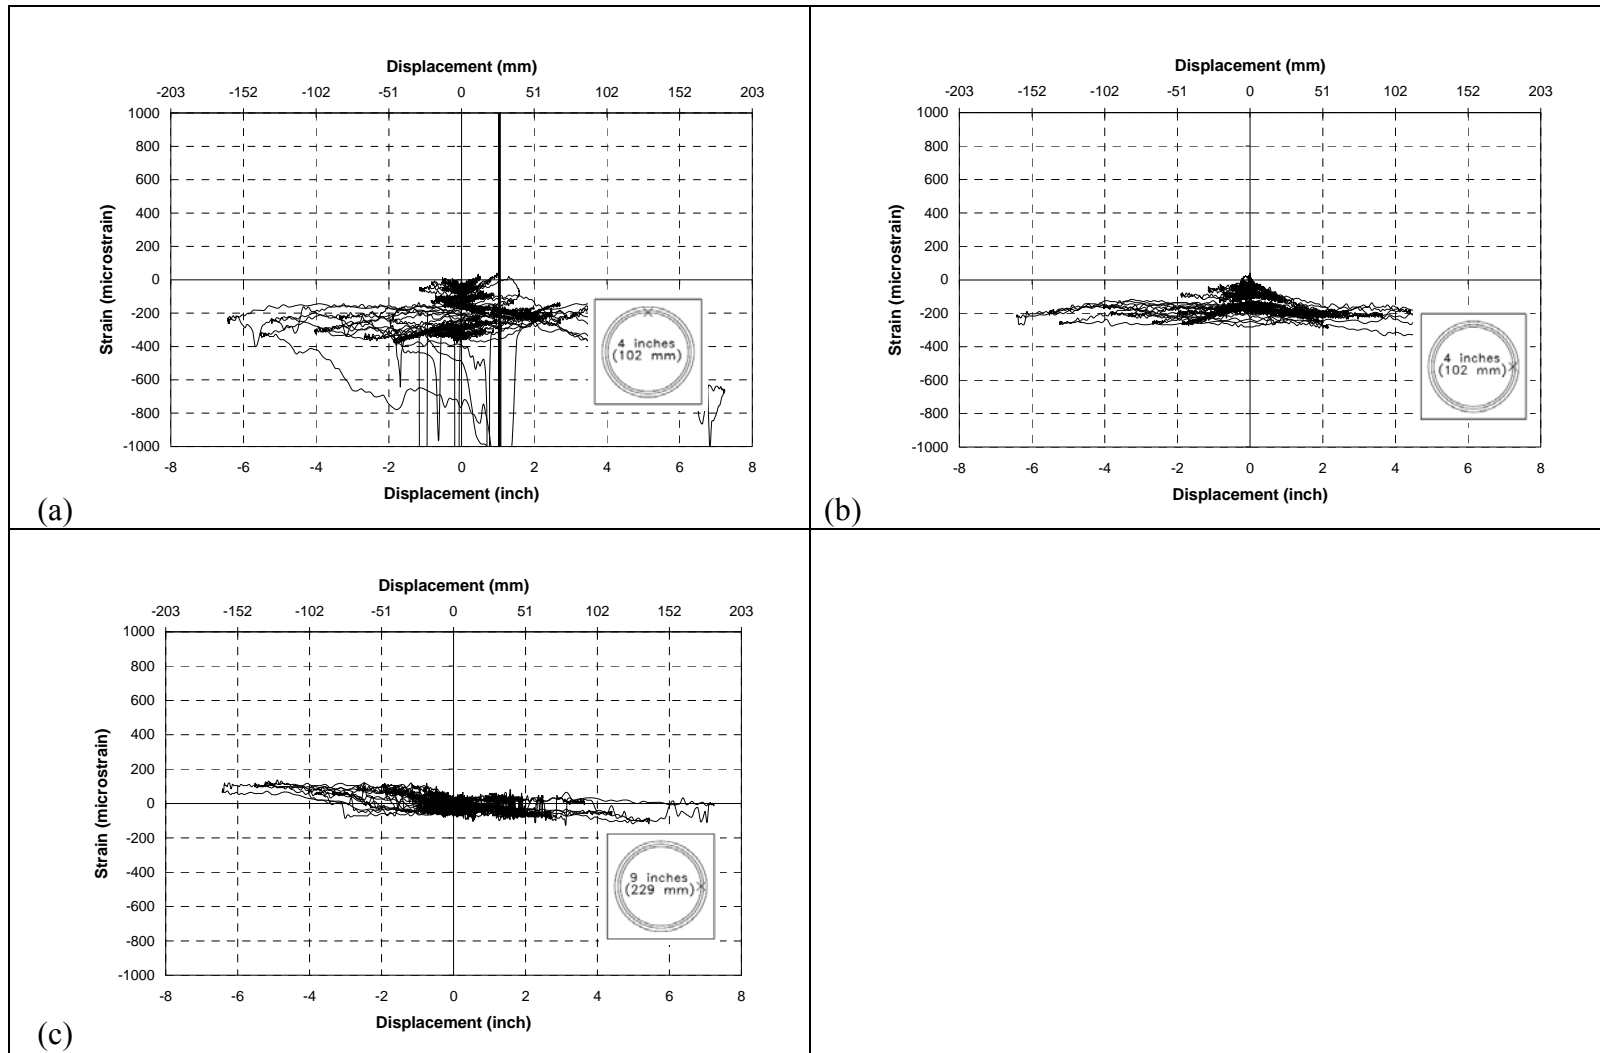 Displacement (mm)
-203 -152 -102 -51 0 51 102 152 203
1000
800
600
400
200
0
-200
-400
-600
-800
-1000
Strain (microstrain)
4 inches
(102 mm)
-8 -6 -4 -2 0 2 4 6 8
Displacement (inch)
(a)
Displacement (mm)
-203 -152 -102 -51 0 51 102 152 203
1000
800
600
400
200
0
-200
-400
-600
-800
-1000
Strain (microstrain)
4 inches
(102 mm)
-8 -6 -4 -2 0 2 4 6 8
Displacement (inch)
(b)
Displacement (mm)
-203 -152 -102 -51 0 51 102 152 203
1000
800
600
400
200
0
-200
-400
-600
-800
-1000
Strain (microstrain)
9 inches
(229 mm)
-8 -6 -4 -2 0 2 4 6 8
Displacement (inch)
(c)